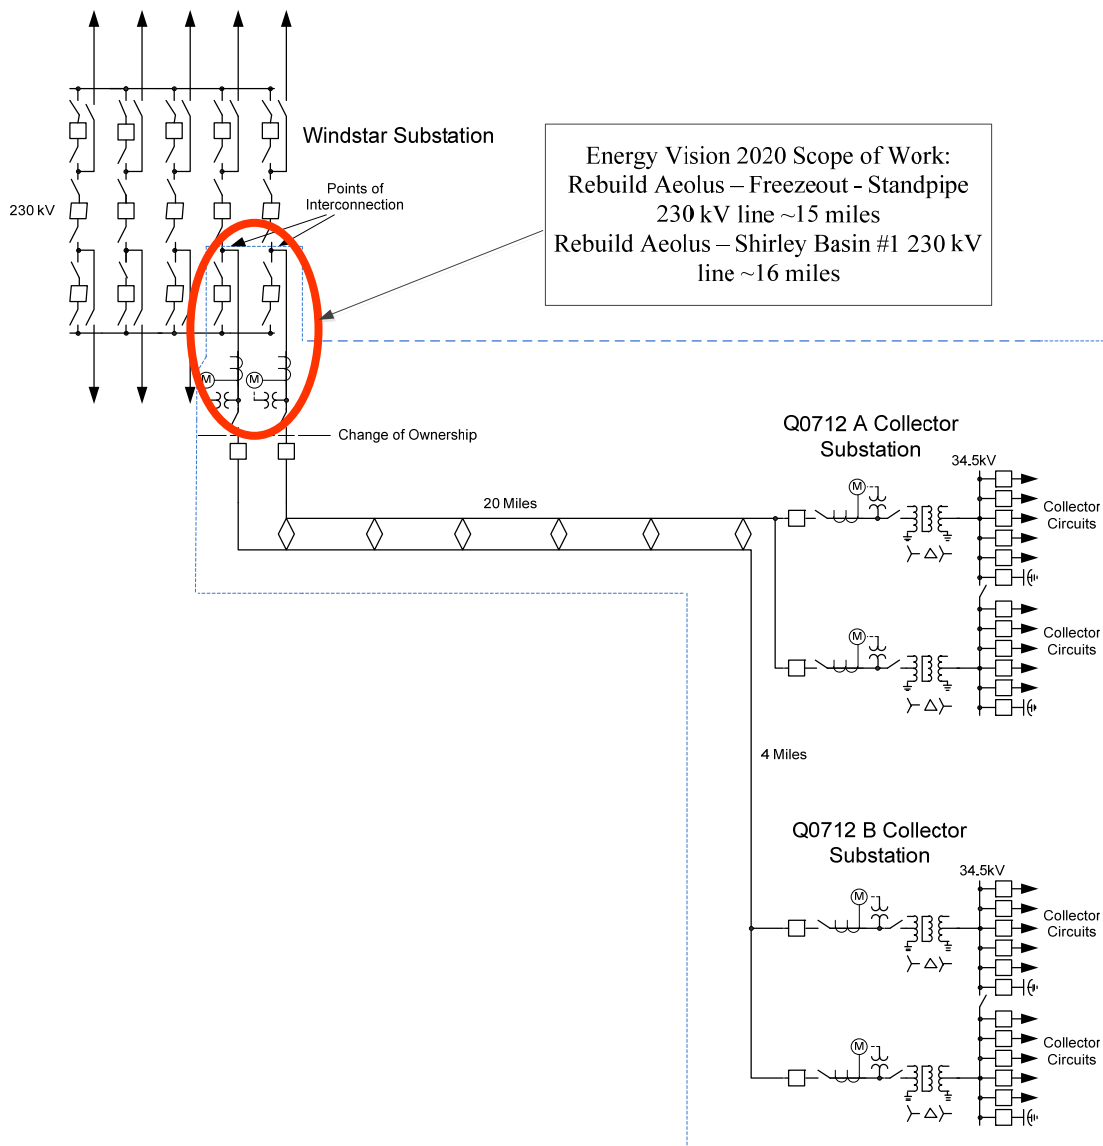 Windstar Substation
Energy Vision 2020 Scope of Work:
Rebuild Aeolus – Freezeout - Standpipe
230 kV line ~15 miles
Rebuild Aeolus – Shirley Basin #1 230 kV
line ~16 miles
Points of
Interconnection
230 kV
M
M
Change of Ownership
Q0712 A Collector
Substation
34.5kV
M
20 Miles
Collector
Circuits
M
Collector
Circuits
4 Miles
Q0712 B Collector
Substation
34.5kV
M
Collector
Circuits
M
Collector
Circuits